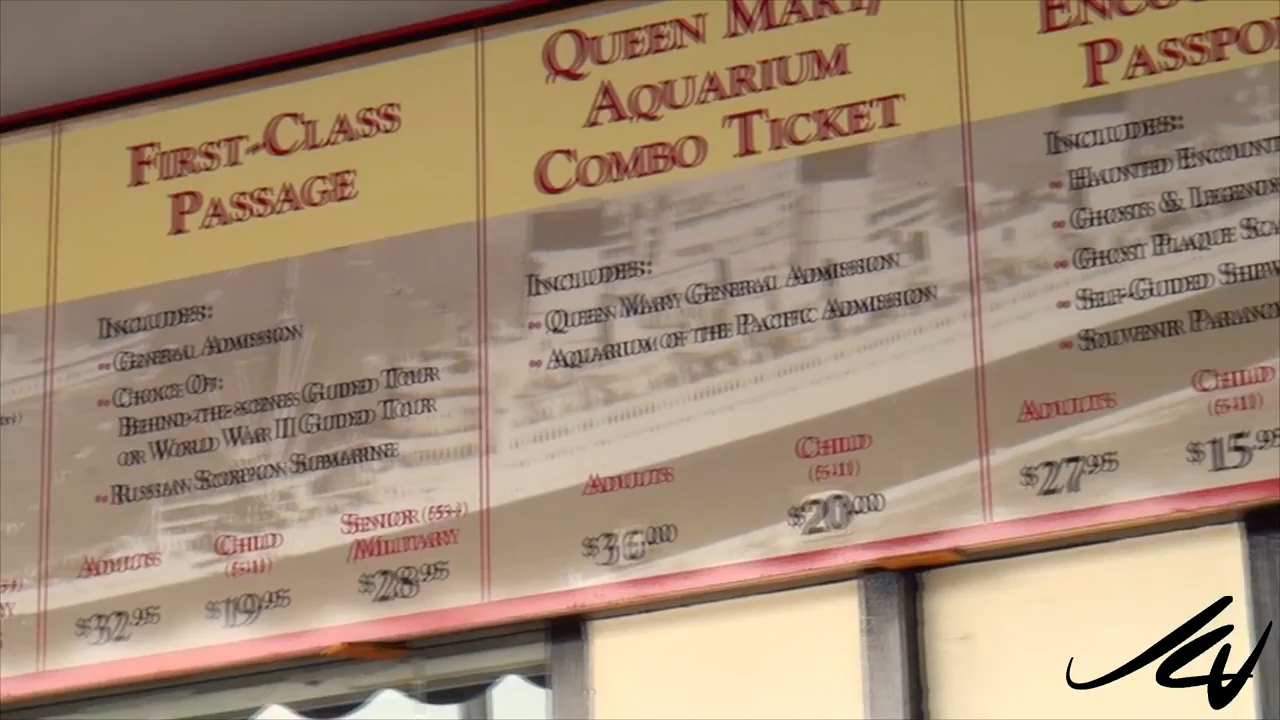 First-Class
Passage
Includes:
• General Admission
• Choice Of:
Behind-the-scenes Guided Tour
or World War II Guided Tour
• Russian Scorpion Submarine
Adults
Child
(5-11)
Senior (55+)
/Military
$32.95
$19.95
$28.95
Queen Mary/
Aquarium
Combo Ticket
Includes:
• Queen Mary General Admission
• Aquarium of the Pacific Admission
Adults
Child
(5-11)
$36.00
$20.00
Includes:
• Haunted
• Ghosts & Legends
• Ghost
• Self-Guided
• Souvenir
Adults
Child
(5-11)
$27.95
$15.95